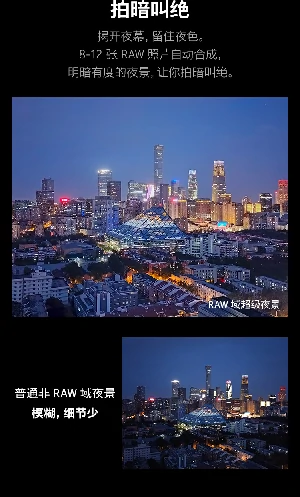 拍暗叫绝
揭开夜幕, 留住夜色。
8-12 张 RAW 照片自动合成,
明暗有度的夜景, 让你拍暗叫绝。
RAW 域超级夜景
普通非 RAW 域夜景
模糊, 细节少